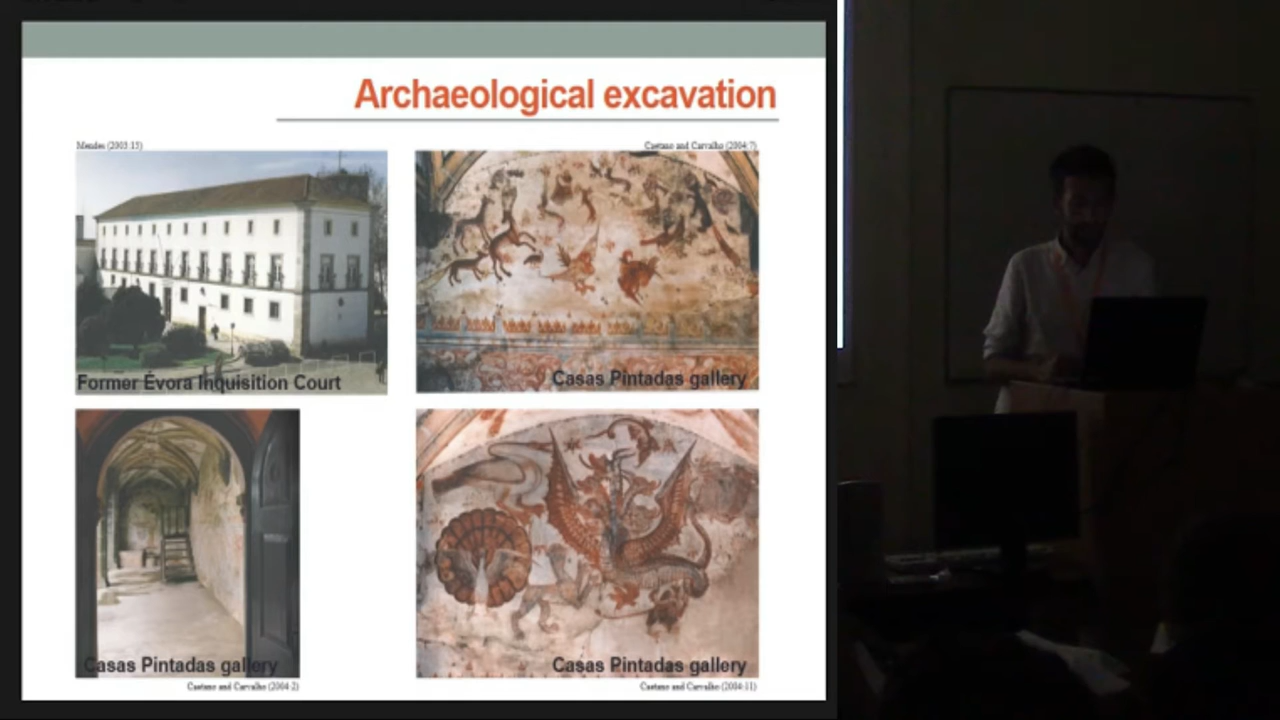 Archaeological excavation
Mendes (2003:15)
Caetano and Carvalho (2004:7)
Former Évora Inquisition Court
Casas Pintadas gallery
Casas Pintadas gallery
Casas Pintadas gallery
Caetano and Carvalho (2004:2)
Caetano and Carvalho (2004:11)